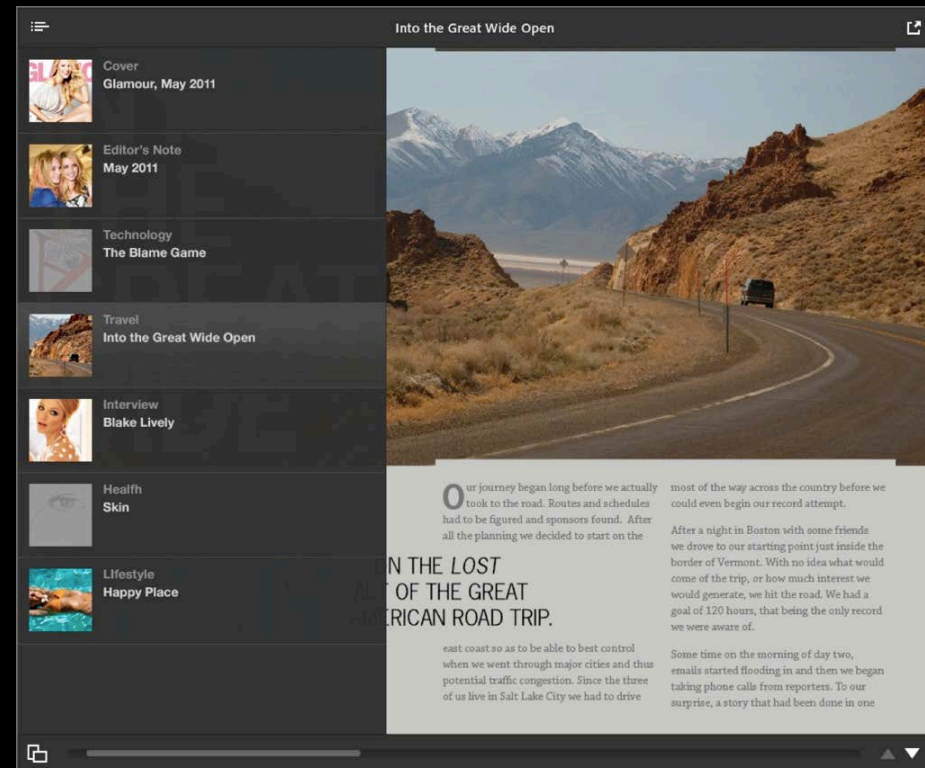 Into the Great Wide Open
Cover
Glamour, May 2011
Editor's Note
May 2011
Technology
The Blame Game
Travel
Into the Great Wide Open
Interview
Blake Lively
Healfh
Skin
LIfestyle
Happy Place
Our journey began long before we actually
took to the road. Routes and schedules
had to be figured and sponsors found. After
all the planning we decided to start on the
ON THE LOST
OF THE GREAT
AMERICAN ROAD TRIP.
east coast so as to be able to best control
when we went through major cities and thus
potential traffic congestion. Since the three
of us live in Salt Lake City we had to drive
most of the way across the country before we
could even begin our record attempt.
After a night in Boston with some friends
we drove to our starting point just inside the
border of Vermont. With no idea what would
come of the trip, or how much interest we
would generate, we hit the road. We had a
goal of 120 hours, that being the only record
we were aware of.
Some time on the morning of day two,
emails started flooding in and then we began
taking phone calls from reporters. To our
surprise, a story that had been done in one